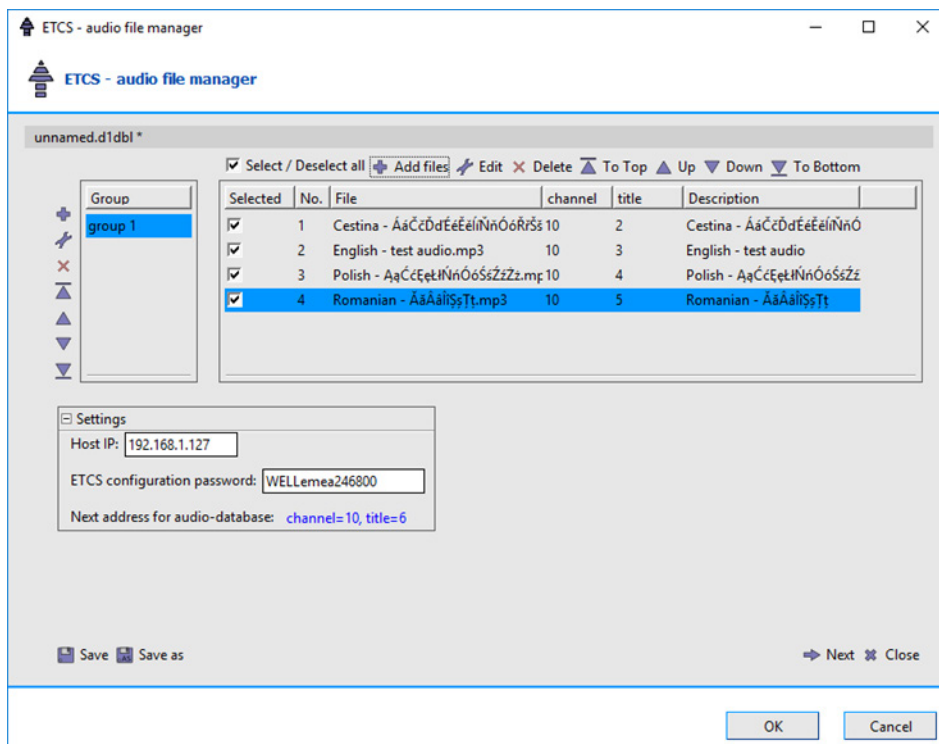 ETCS - audio file manager
ETCS - audio file manager
unnamed.d1dbl *
Select / Deselect all Add files Edit Delete To Top Up Down To Bottom
Group
group 1
Selected No. File channel title Description
1 Cestina - ÁáČčĎďÉéĚěÍíŇňÓóŘřŠš 10 2 Cestina - ÁáČčĎďÉéĚěÍíŇňÓ
2 English - test audio.mp3 10 3 English - test audio
3 Polish - ĄąĆćĘęŁłŃńÓóŚśŹźŻż.mp 10 4 Polish - ĄąĆćĘęŁłŃńÓóŚśŹź
4 Romanian - ĂăÂâÎîŞşŢţ.mp3 10 5 Romanian - ĂăÂâÎîŞşŢţ
Settings
Host IP: 192.168.1.127
ETCS configuration password: WELLemea246800
Next address for audio-database: channel=10, title=6
Save Save as Next Close
OK Cancel